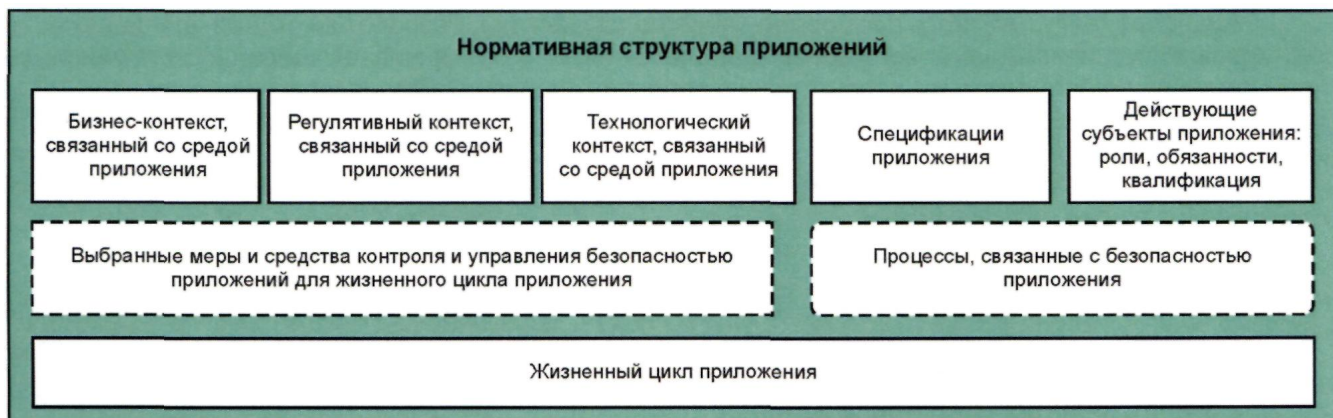 Нормативная структура приложений
Бизнес-контекст,
связанный со средой
приложения
Регулятивный контекст,
связанный со средой
приложения
Технологический
контекст, связанный
со средой приложения
Спецификации
приложения
Действующие
субъекты приложения:
роли, обязанности,
квалификация
Выбранные меры и средства контроля и управления безопасностью
приложений для жизненного цикла приложения
Процессы, связанные с безопасностью
приложения
Жизненный цикл приложения